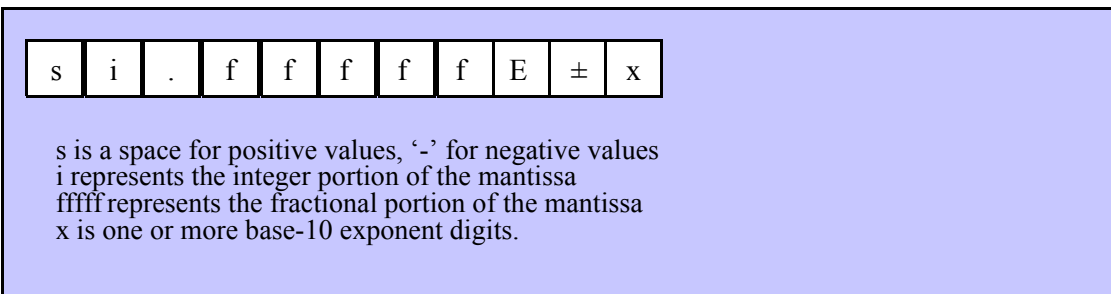 s i . f f f f f E ± x
s is a space for positive values, ‘-’ for negative values
i represents the integer portion of the mantissa
fffff represents the fractional portion of the mantissa
x is one or more base-10 exponent digits.